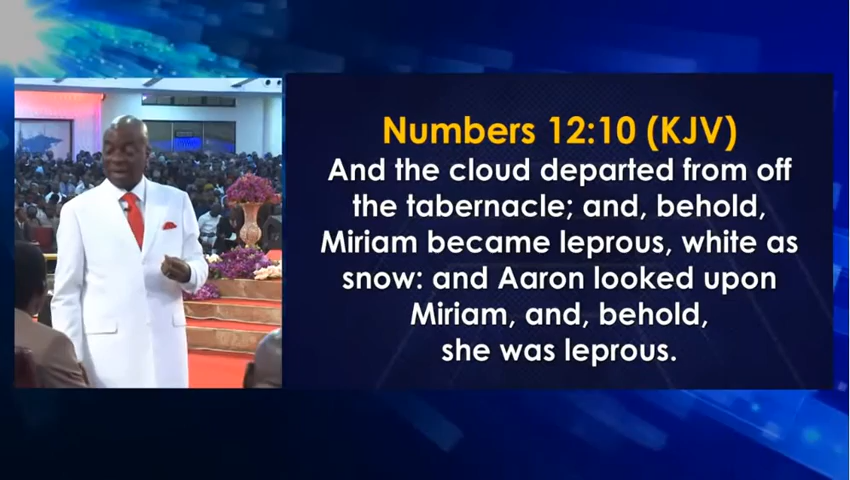 Numbers 12:10 (KJV)
And the cloud departed from off
the tabernacle; and, behold,
Miriam became leprous, white as
snow: and Aaron looked upon
Miriam, and, behold,
she was leprous.